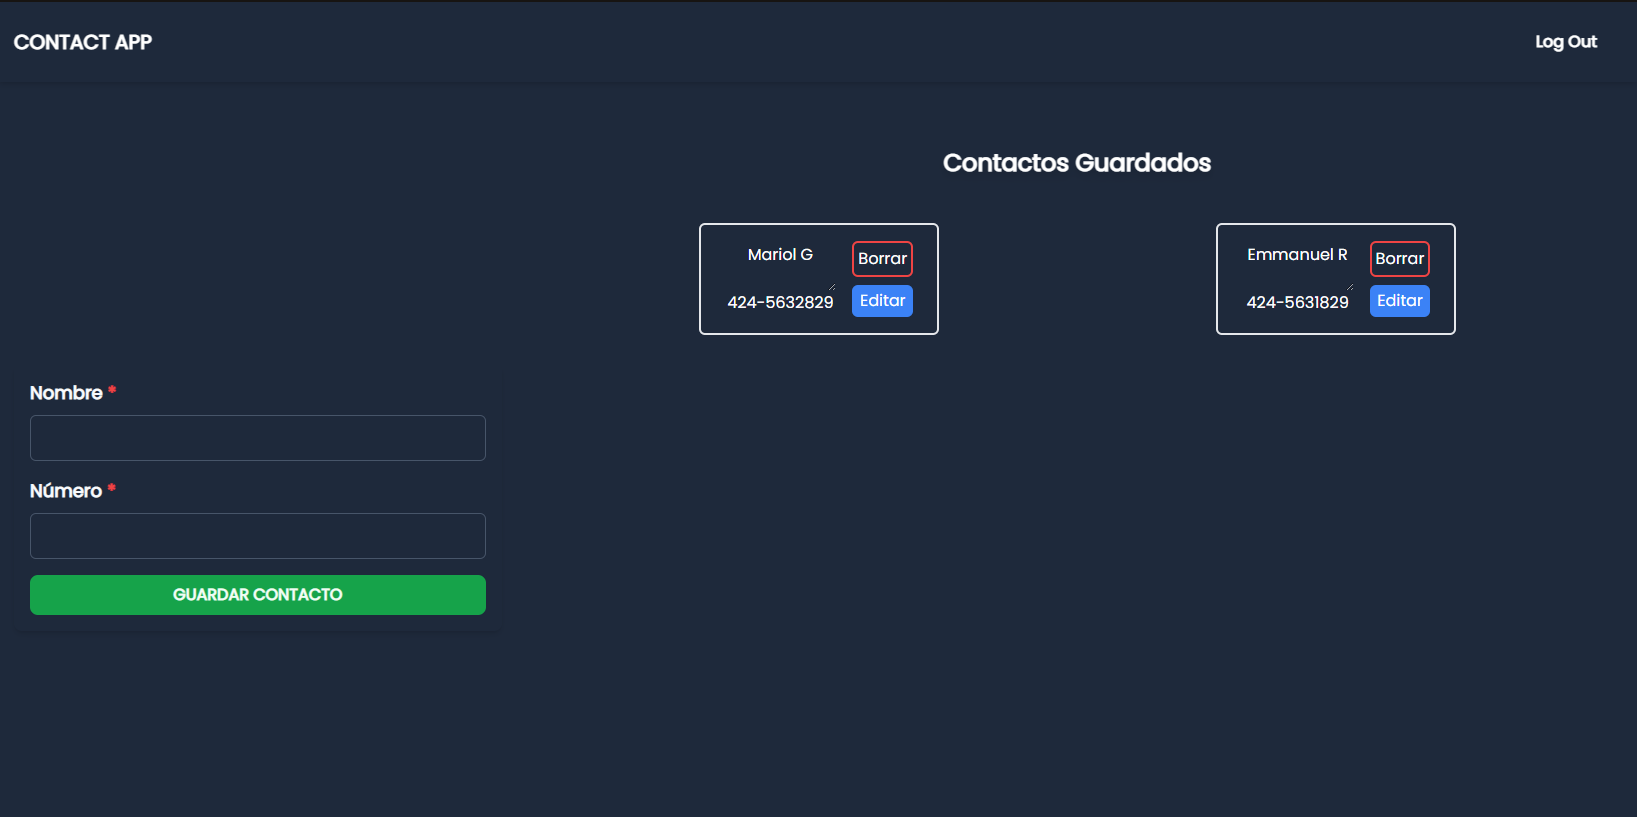 CONTACT APP
Log Out
Contactos Guardados
Mariol G
Borrar
424-5632829
Editar
Emmanuel R
Borrar
424-5631829
Editar
Nombre *
Número *
GUARDAR CONTACTO